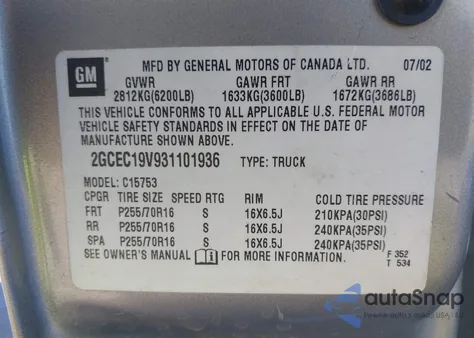 GM
MFD BY GENERAL MOTORS OF CANADA LTD. 07/02
GVWR GAWR FRT GAWR RR
2812KG(6200LB) 1633KG(3600LB) 1672KG(3686LB)
THIS VEHICLE CONFORMS TO ALL APPLICABLE U.S. FEDERAL MOTOR
VEHICLE SAFETY STANDARDS IN EFFECT ON THE DATE OF
MANUFACTURE SHOWN ABOVE.
2GCEC19V931101936 TYPE: TRUCK
MODEL: C15753
CPGR TIRE SIZE SPEED RTG RIM COLD TIRE PRESSURE
FRT P255/70R16 S 16X6.5J 210KPA(30PSI)
RR P255/70R16 S 16X6.5J 240KPA(35PSI)
SPA P255/70R16 S 16X6.5J 240KPA(35PSI)
SEE OWNER'S MANUAL FOR MORE INFORMATION. F 352
T 534
autoSnap